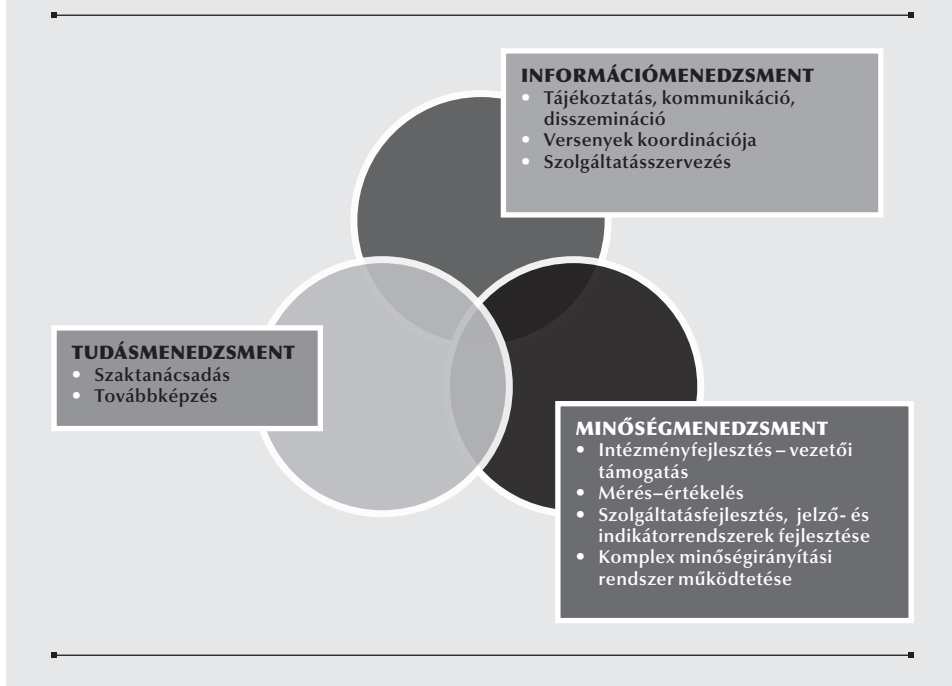 INFORMÁCIÓMENEDZSMENT
• Tájékoztatás, kommunikáció,
disszemináció
• Versenyek koordinációja
• Szolgáltatásszervezés
TUDÁSMENEDZSMENT
• Szaktanácsadás
• Továbbképzés
MINŐSÉGMENEDZSMENT
• Intézményfejlesztés – vezetői
támogatás
• Mérés–értékelés
• Szolgáltatásfejlesztés, jelző- és
indikátorrendszerek fejlesztése
• Komplex minőségirányítási
rendszer működtetése